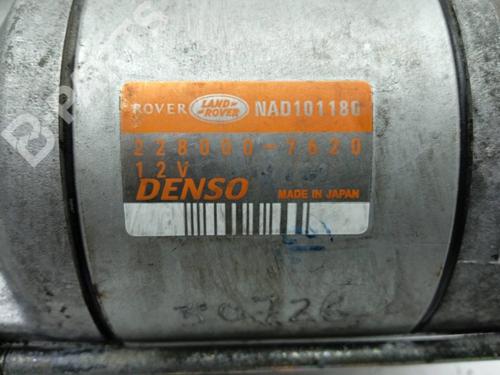 ROVER LAND ROVER NAD101180
228000-7620
12V
DENSO MADE IN JAPAN